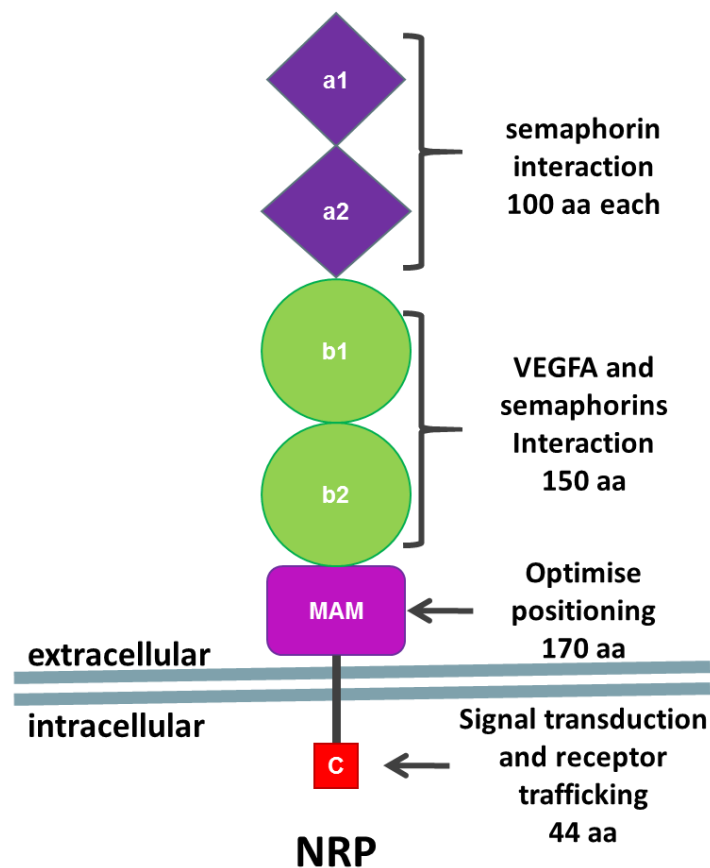 a1
a2
semaphorin
interaction
100 aa each
b1
b2
VEGFA and
semaphorins
Interaction
150 aa
MAM
Optimise
positioning
170 aa
extracellular
intracellular
C
Signal transduction
and receptor
trafficking
44 aa
NRP